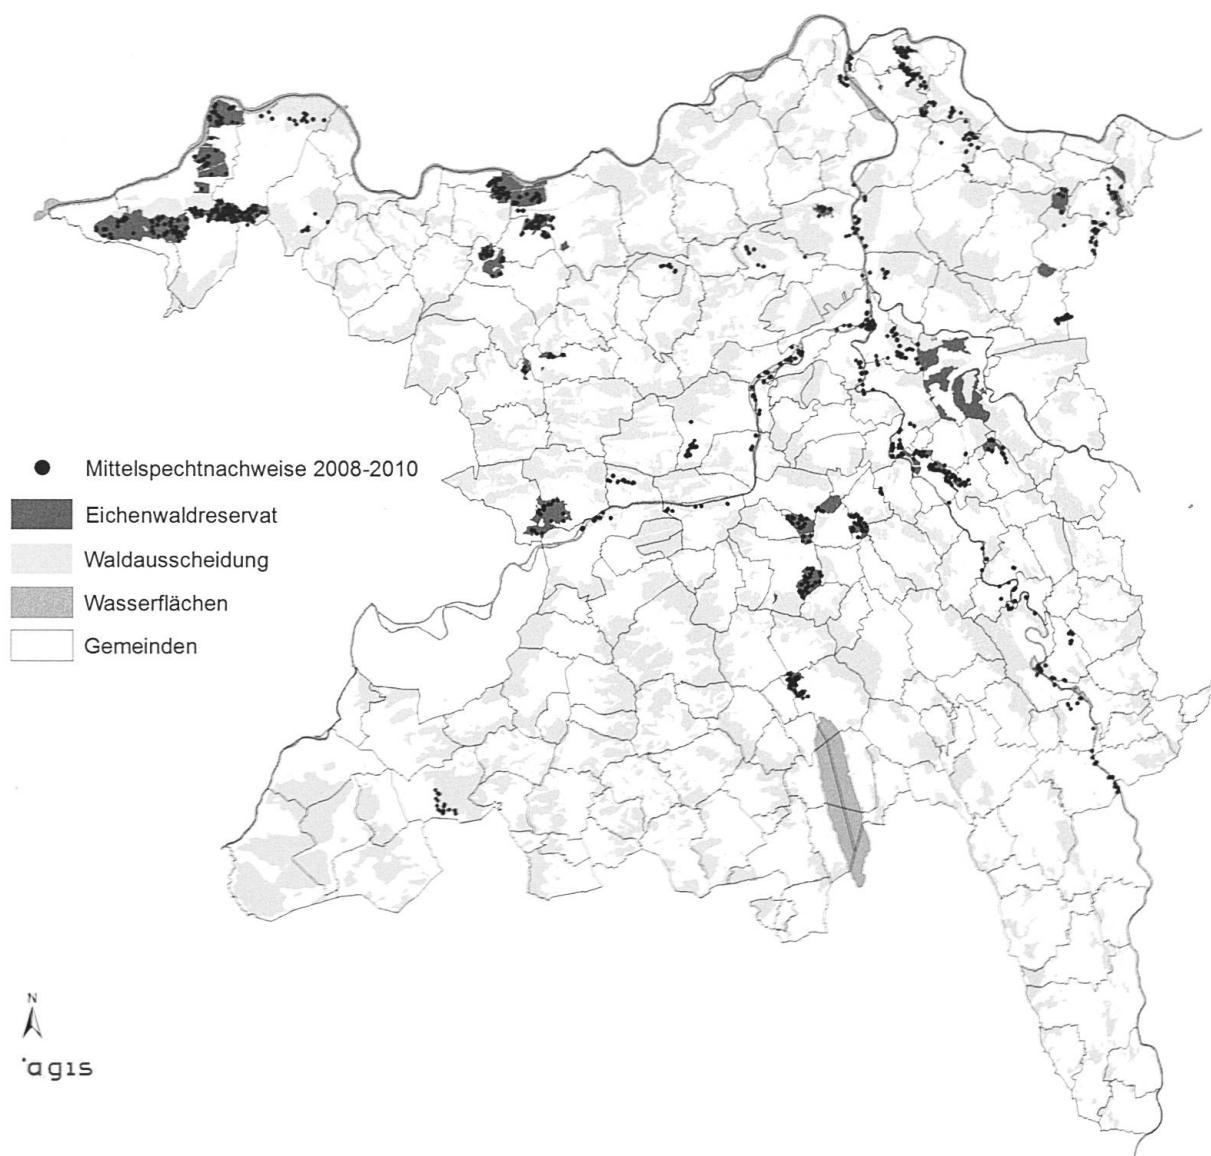 Mittelspechtnachweise 2008-2010
Eichenwaldreservat
Waldausscheidung
Wasserflächen
Gemeinden
N
agis